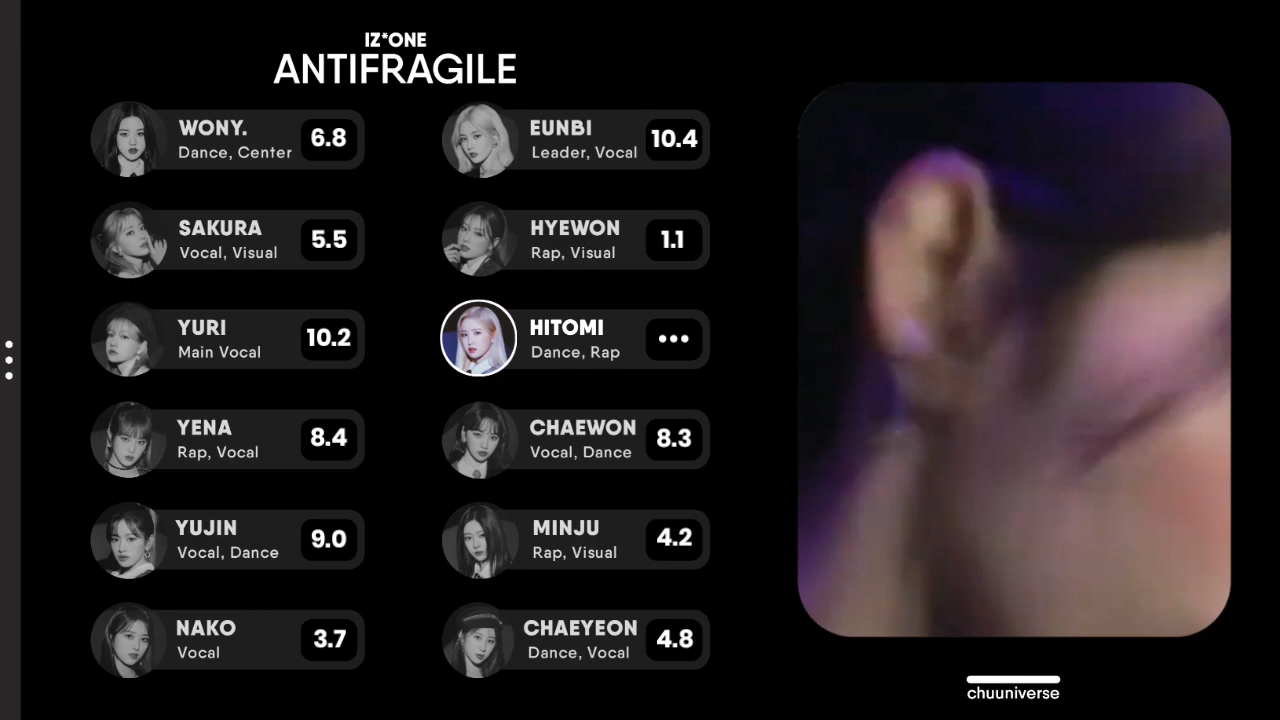 IZ*ONE
ANTIFRAGILE
WONY.
Dance, Center
6.8
SAKURA
Vocal, Visual
5.5
YURI
Main Vocal
10.2
YENA
Rap, Vocal
8.4
YUJIN
Vocal, Dance
9.0
NAKO
Vocal
3.7
EUNBI
Leader, Vocal
10.4
HYEWON
Rap, Visual
1.1
HITOMI
Dance, Rap
•••
CHAEWON
Vocal, Dance
8.3
MINJU
Rap, Visual
4.2
CHAEYEON
Dance, Vocal
4.8
chuuniverse